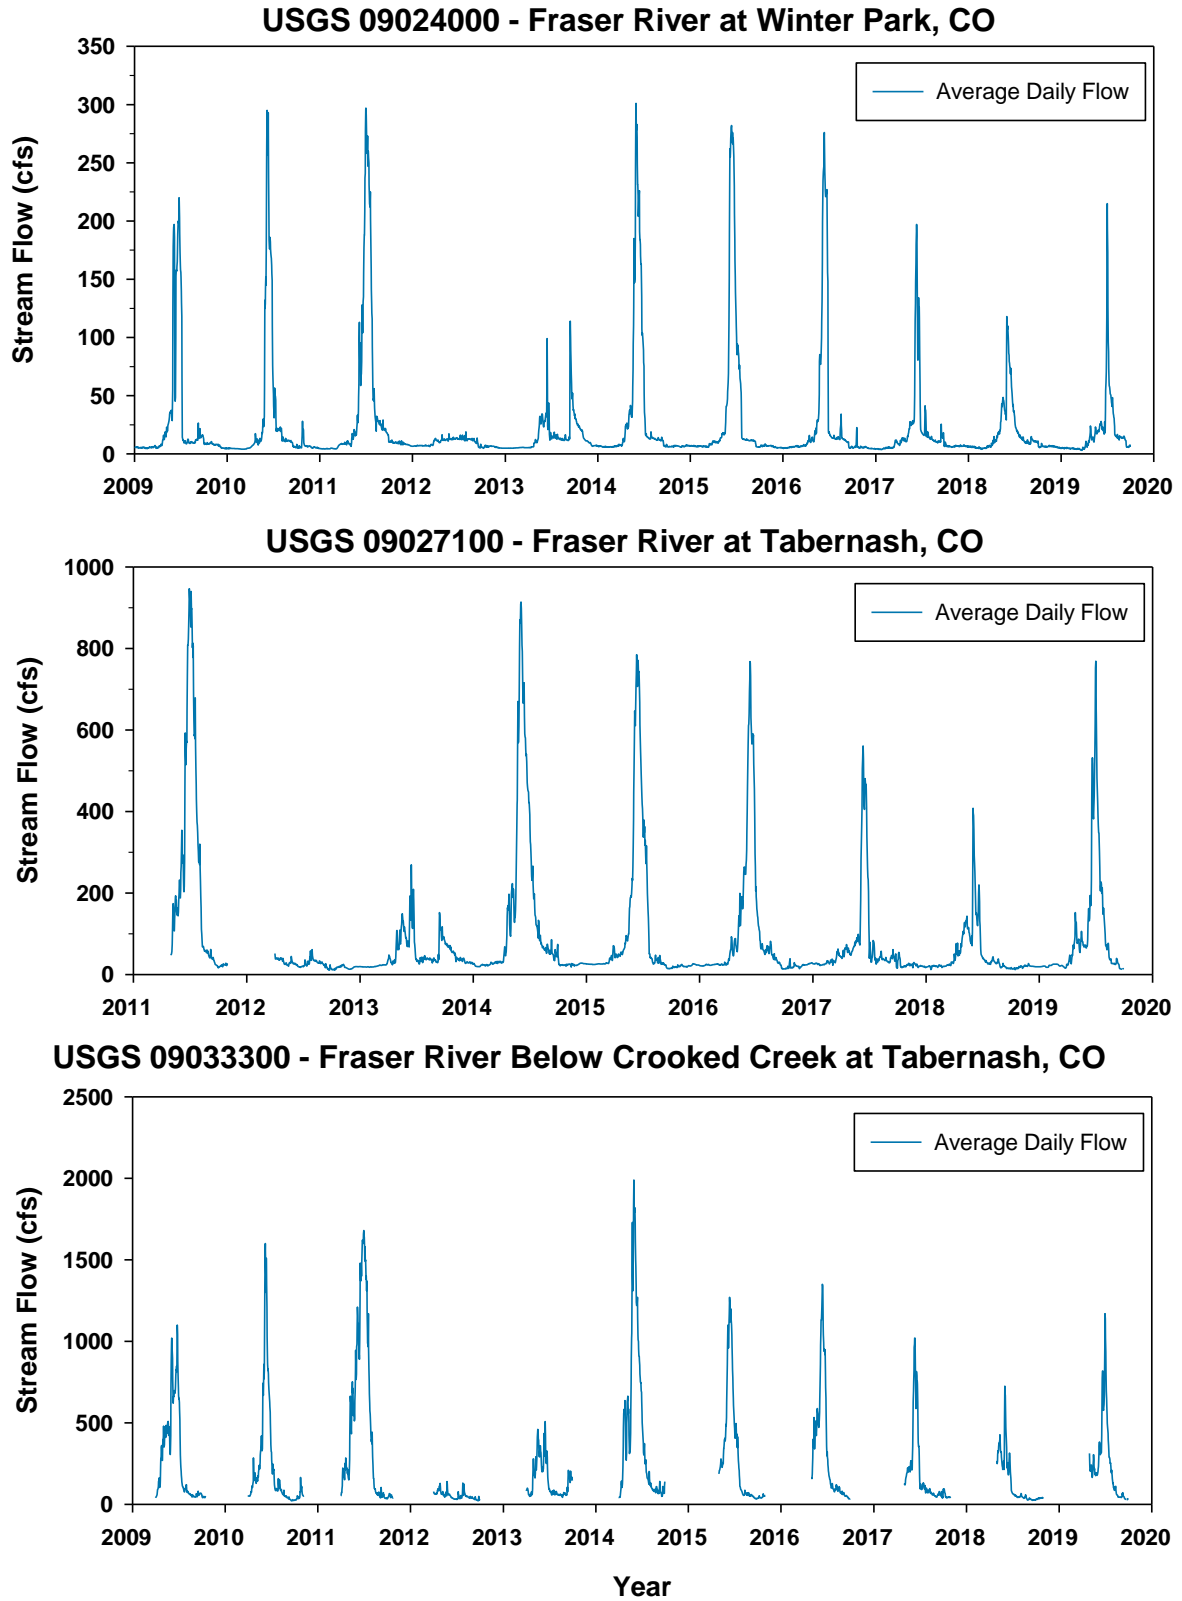 USGS 09024000 - Fraser River at Winter Park, CO
350
300
250
200
150
100
50
0
Stream Flow (cfs)
Average Daily Flow
2009 2010 2011 2012 2013 2014 2015 2016 2017 2018 2019 2020
USGS 09027100 - Fraser River at Tabernash, CO
1000
800
600
400
200
0
Stream Flow (cfs)
Average Daily Flow
2011 2012 2013 2014 2015 2016 2017 2018 2019 2020
USGS 09033300 - Fraser River Below Crooked Creek at Tabernash, CO
2500
2000
1500
1000
500
0
Stream Flow (cfs)
Average Daily Flow
2009 2010 2011 2012 2013 2014 2015 2016 2017 2018 2019 2020
Year